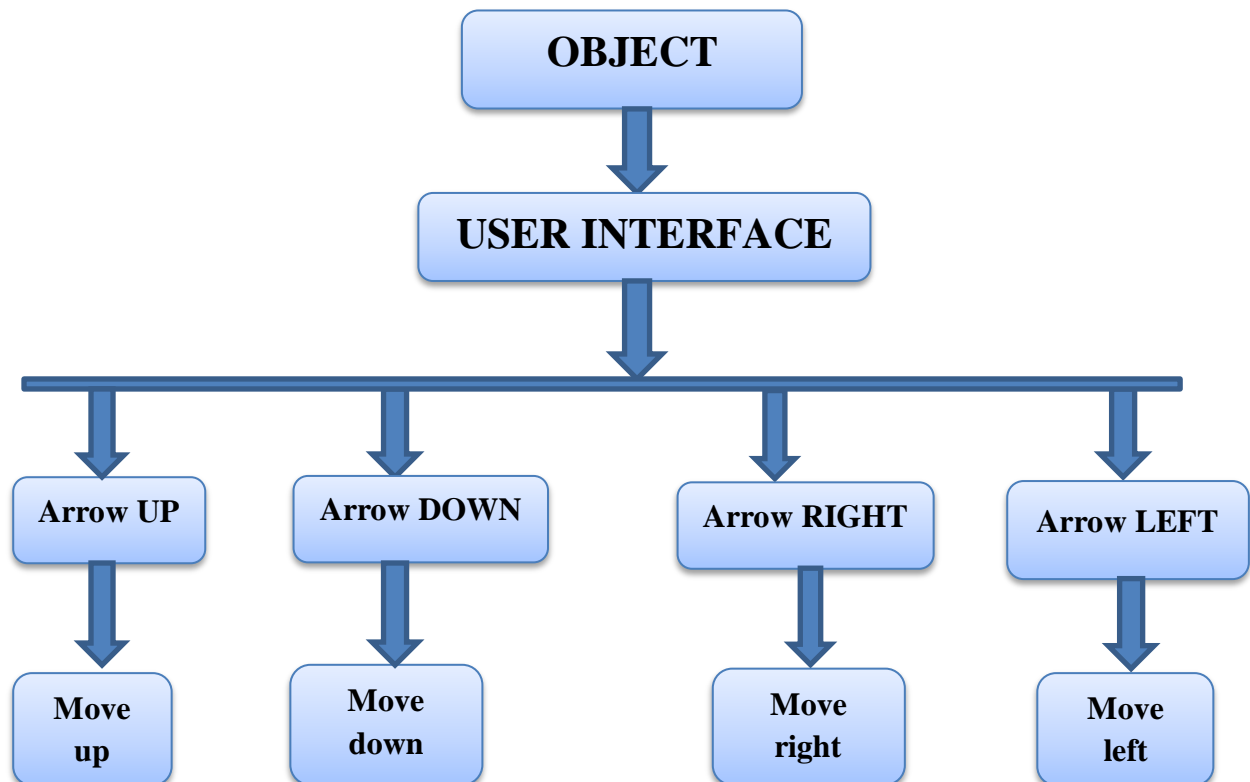 OBJECT
USER INTERFACE
Arrow UP
Arrow DOWN
Arrow RIGHT
Arrow LEFT
Move
up
Move
down
Move
right
Move
left